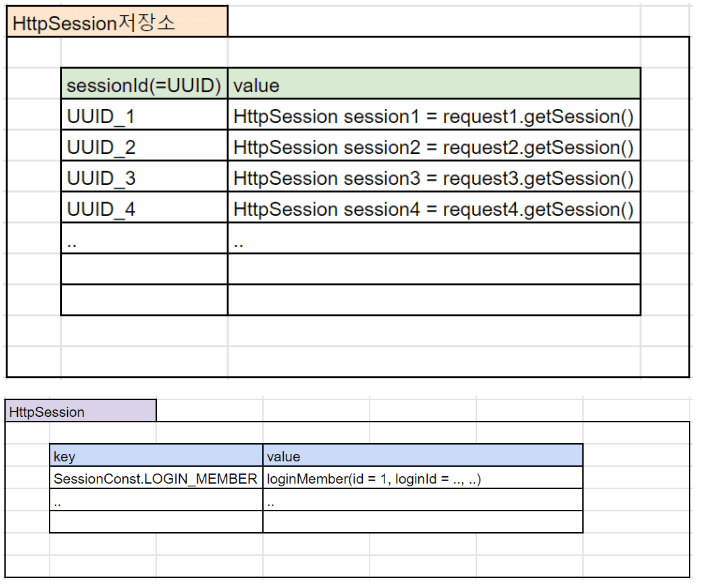 HttpSession저장소
sessionId(=UUID) value
UUID_1 HttpSession session1 = request1.getSession()
UUID_2 HttpSession session2 = request2.getSession()
UUID_3 HttpSession session3 = request3.getSession()
UUID_4 HttpSession session4 = request4.getSession()
.. ..
HttpSession
key value
SessionConst.LOGIN_MEMBER loginMember(id = 1, loginId = .., ..)
.. ..